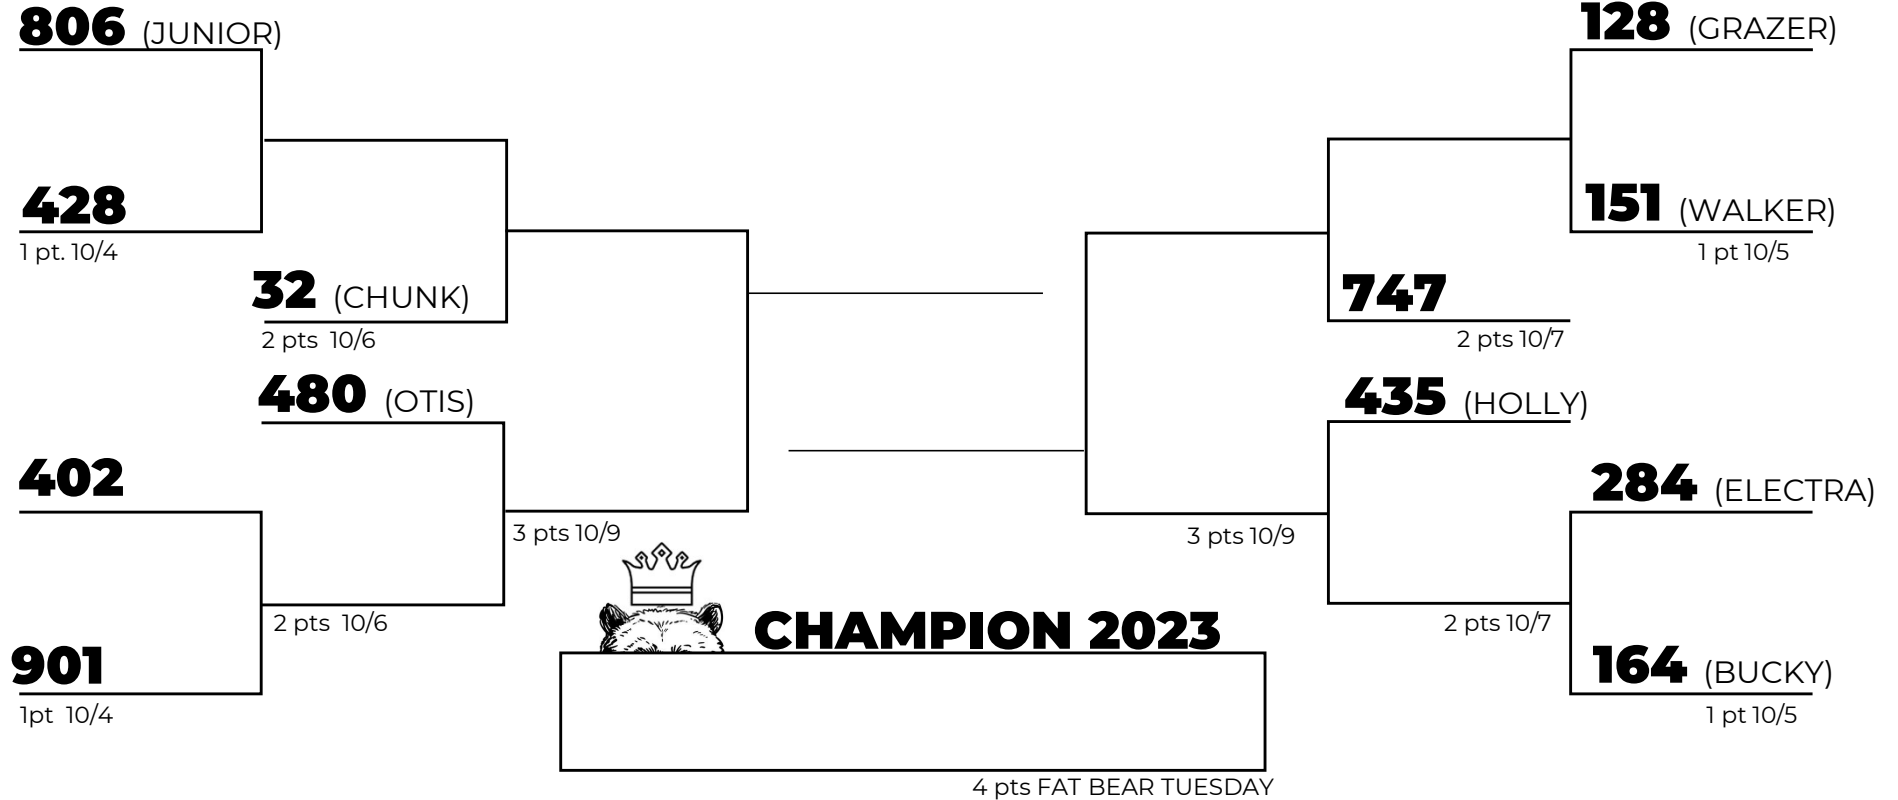 806 (JUNIOR)
428
1 pt. 10/4
32 (CHUNK)
2 pts 10/6
480 (OTIS)
402
2 pts 10/6
901
1pt 10/4
3 pts 10/9
128 (GRAZER)
151 (WALKER)
1 pt 10/5
747
2 pts 10/7
435 (HOLLY)
284 (ELECTRA)
3 pts 10/9
2 pts 10/7
164 (BUCKY)
1 pt 10/5
CHAMPION 2023
4 pts FAT BEAR TUESDAY